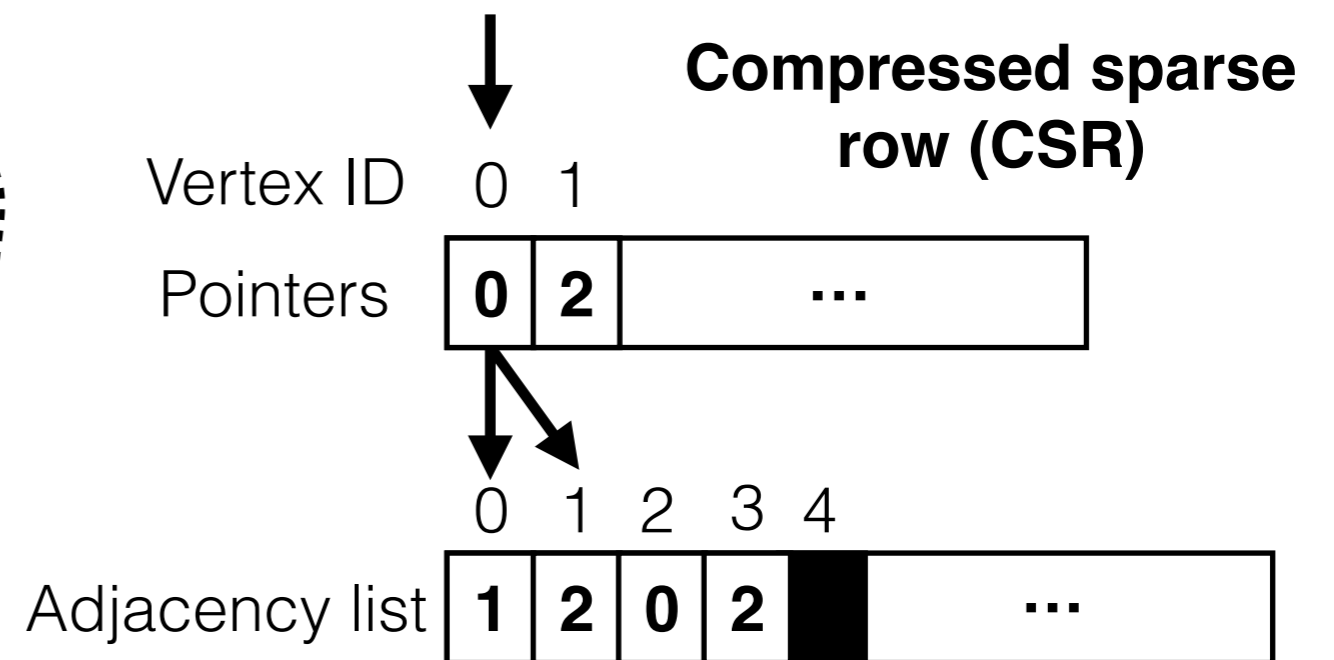 Compressed sparse
row (CSR)
Vertex ID 0 1
Pointers 0 2 ...
0 1 2 3 4
Adjacency list 1 2 0 2 ...